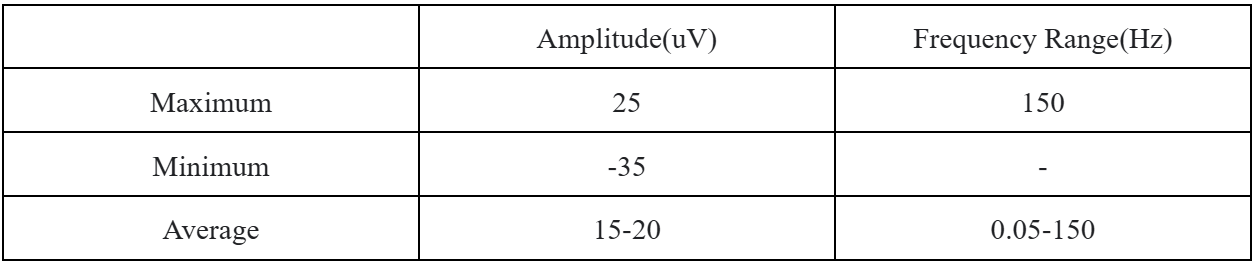 Amplitude(uV) Frequency Range(Hz)
Maximum 25 150
Minimum -35 -
Average 15-20 0.05-150